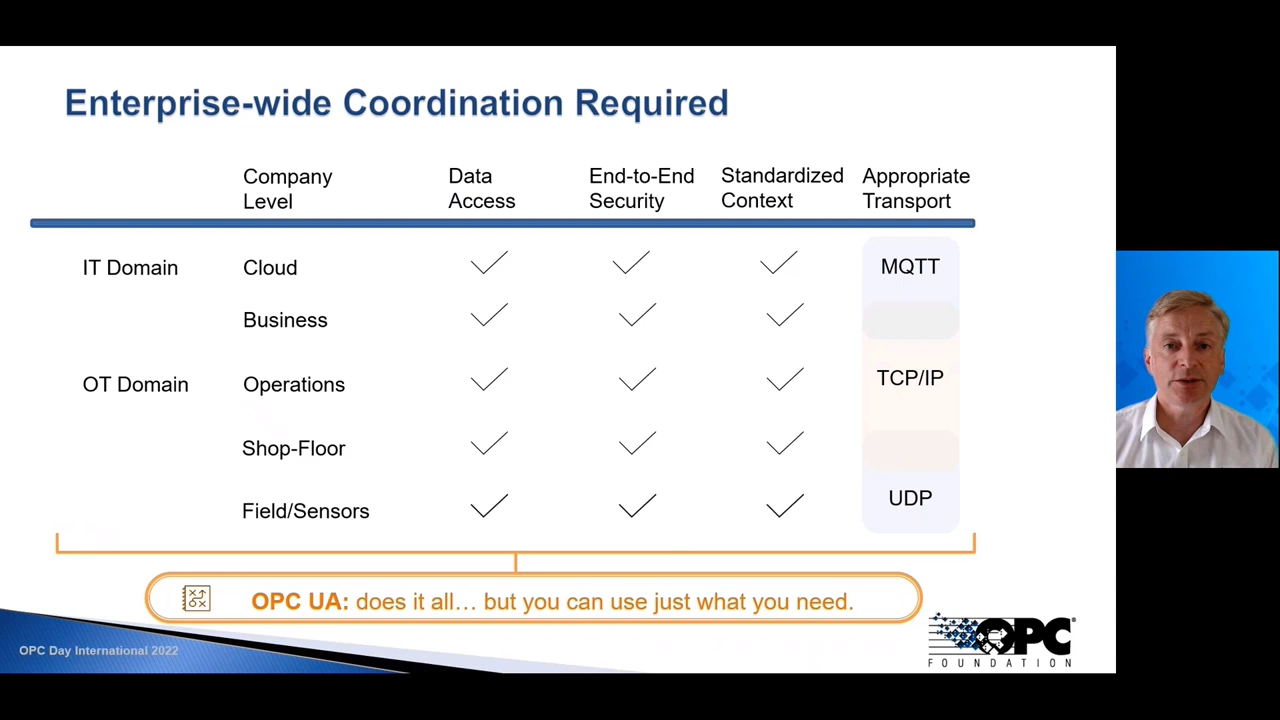 Enterprise-wide Coordination Required
Company Level
Data Access
End-to-End Security
Standardized Context
Appropriate Transport
IT Domain
Cloud
MQTT
Business
OT Domain
Operations
TCP/IP
Shop-Floor
Field/Sensors
UDP
OPC UA: does it all… but you can use just what you need.
OPC Day International 2022
OPC®
FOUNDATION